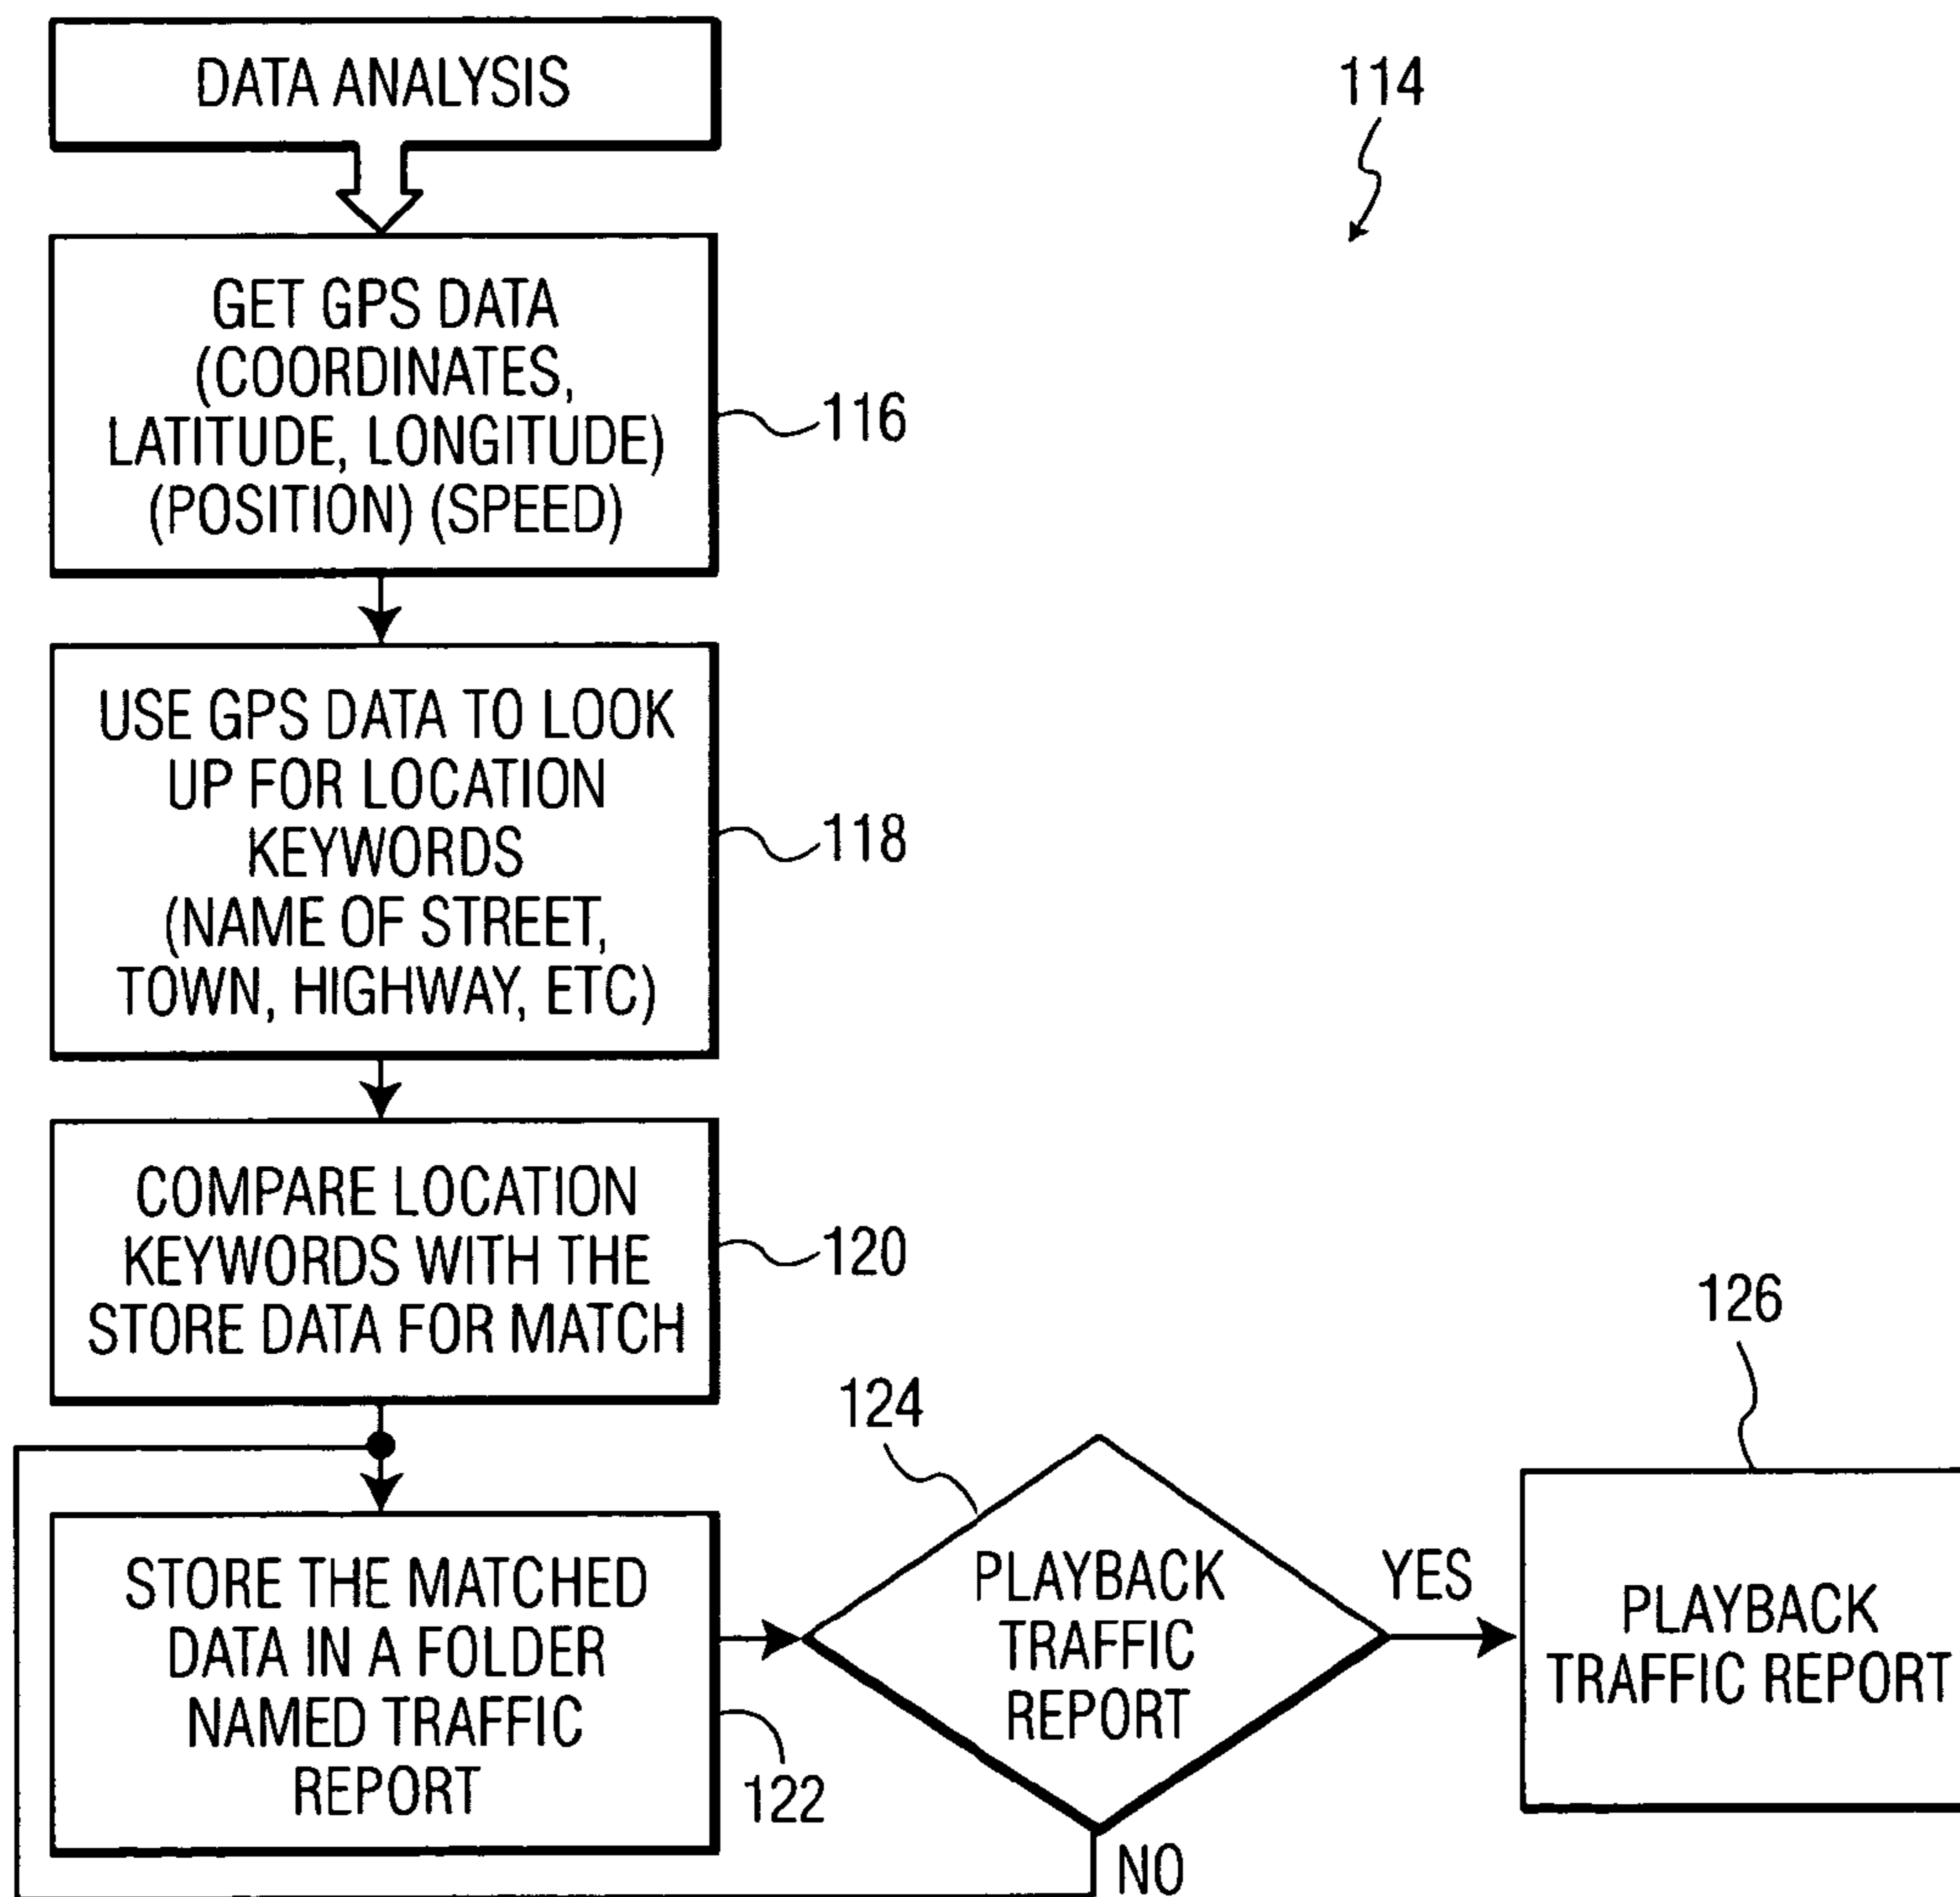 DATA ANALYSIS
114
GET GPS DATA
(COORDINATES,
LATITUDE, LONGITUDE)
(POSITION) (SPEED)
116
USE GPS DATA TO LOOK
UP FOR LOCATION
KEYWORDS
(NAME OF STREET,
TOWN, HIGHWAY, ETC)
118
COMPARE LOCATION
KEYWORDS WITH THE
STORE DATA FOR MATCH
120
STORE THE MATCHED
DATA IN A FOLDER
NAMED TRAFFIC
REPORT
122
124
PLAYBACK
TRAFFIC
REPORT
YES
NO
126
PLAYBACK
TRAFFIC REPORT